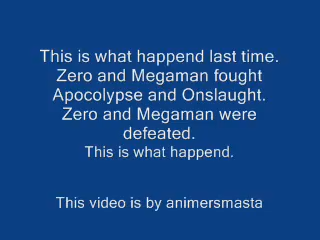 This is what happend last time.
Zero and Megaman fought
Apocolypse and Onslaught.
Zero and Megaman were
defeated.
This is what happend.
This video is by animersmasta